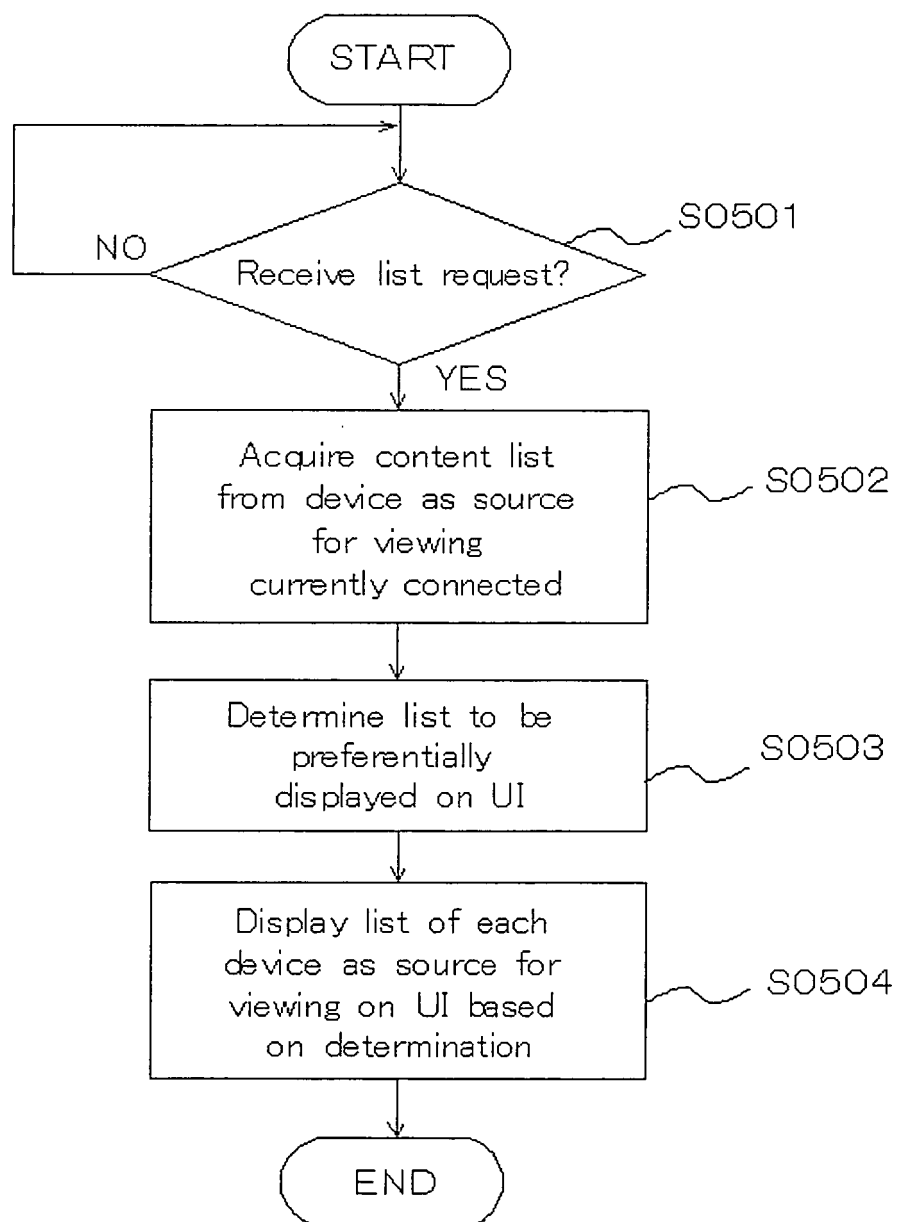 START
S0501
NO
Receive list request?
YES
Acquire content list
from device as source
for viewing
currently connected
S0502
Determine list to be
preferentially
displayed on UI
S0503
Display list of each
device as source for
viewing on UI based
on determination
S0504
END